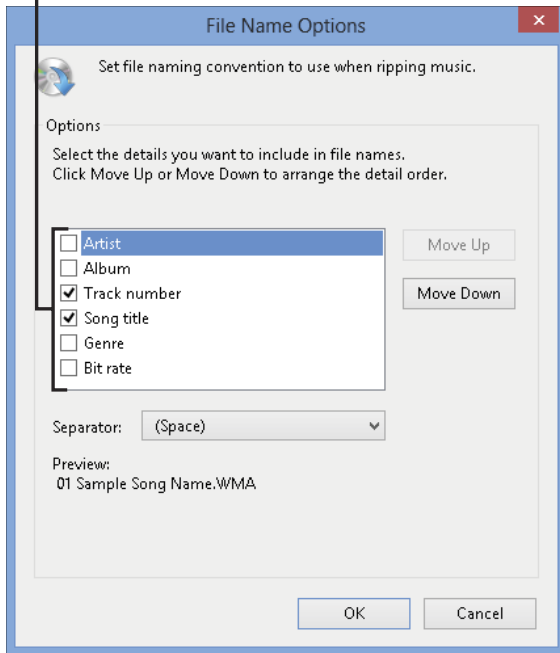 File Name Options
Set file naming convention to use when ripping music.
Options
Select the details you want to include in file names.
Click Move Up or Move Down to arrange the detail order.
Artist
Move Up
Album
Track number
Move Down
Song title
Genre
Bit rate
Separator: (Space)
Preview:
01 Sample Song Name.WMA
OK Cancel